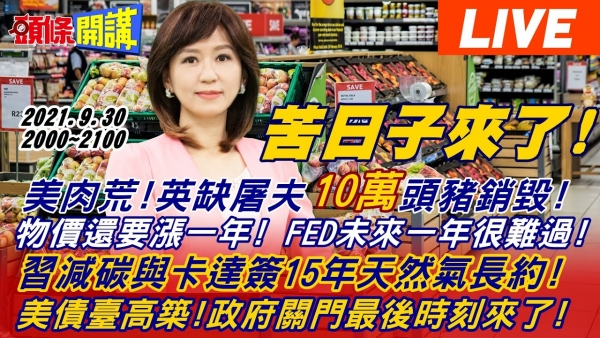 頭條開講
LIVE
2021.9.30
2000~2100
苦日子來了!
美肉荒!英缺屠夫10萬頭豬銷毀!
物價還要漲一年! FED未來一年很難過!
習減碳與卡達簽15年天然氣長約!
美債臺高築!政府關門最後時刻來了!
SAVE
SAVE
SAVE